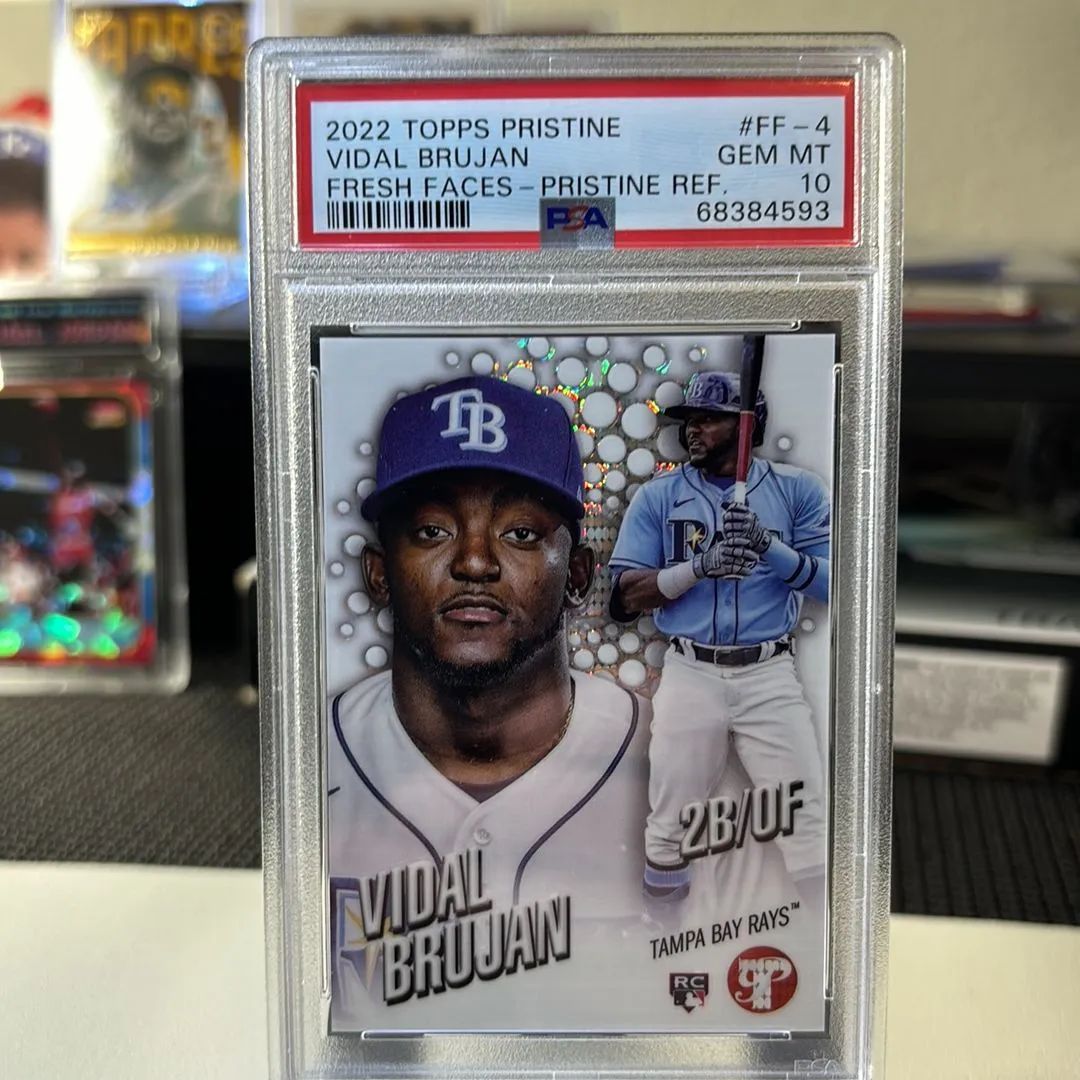 2022 TOPPS PRISTINE #FF-4
VIDAL BRUJAN GEM MT
FRESH FACES-PRISTINE REF. 10
PSA 68384593
TB
B
2B/OF
VIDAL
BRUJAN
TAMPA BAY RAYS™
RC
P
PSA